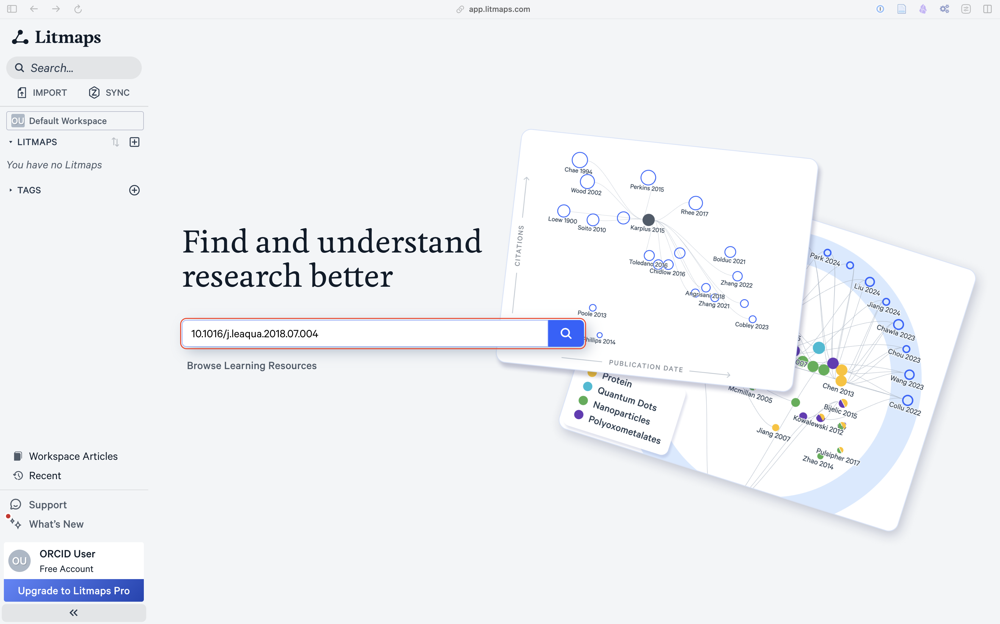 app.litmaps.com
Litmaps
Search...
IMPORT
SYNC
OU
Default Workspace
LITMAPS
You have no Litmaps
TAGS
Find and understand
research better
10.1016/j.leaqua.2018.07.004
Browse Learning Resources
Chae 1994
Wood 2002
Perkins 2015
Rhee 2017
Loew 1900
Soito 2010
Karplus 2015
CITATIONS
Toledano 2016
Chidlow 2016
Bolduc 2021
Zhang 2022
Angrisani 2018
Zhang 2021
Poole 2013
Cobley 2023
Phillips 2014
PUBLICATION DATE
Park 2024
Liu 2024
Jiang 2024
Chawla 2023
Chou 2023
007
Wang 2023
Chen 2013
Collu 2022
Mcmillan 2005
Bijelic 2015
Kowalewski 2012
Jiang 2007
Pulsipher 2017
Zhao 2014
Protein
Quantum Dots
Nanoparticles
Polyoxometalates
Workspace Articles
Recent
Support
What's New
OU
ORCID User
Free Account
Upgrade to Litmaps Pro